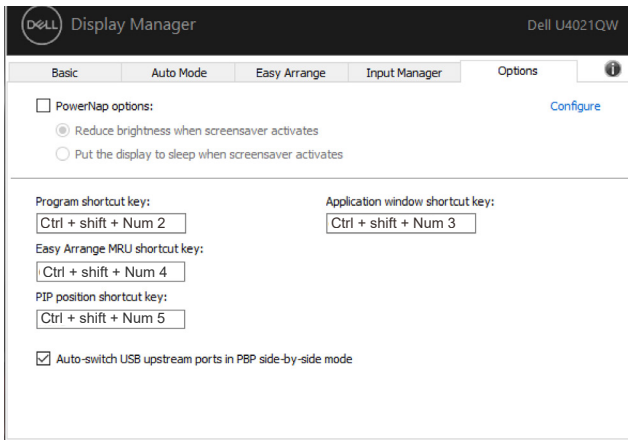 DELL Display Manager Dell U4021QW
Basic Auto Mode Easy Arrange Input Manager Options
PowerNap options: Configure
Reduce brightness when screensaver activates
Put the display to sleep when screensaver activates
Program shortcut key: Application window shortcut key:
Ctrl + shift + Num 2 Ctrl + shift + Num 3
Easy Arrange MRU shortcut key:
Ctrl + shift + Num 4
PIP position shortcut key:
Ctrl + shift + Num 5
Auto-switch USB upstream ports in PBP side-by-side mode